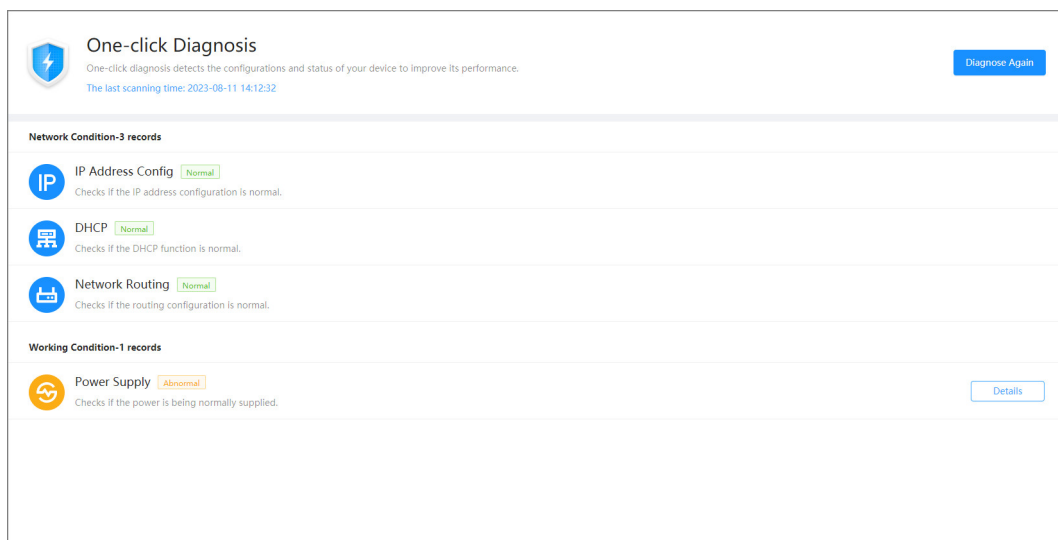 One-click Diagnosis
One-click diagnosis detects the configurations and status of your device to improve its performance.
Diagnose Again
The last scanning time: 2023-08-11 14:12:32
Network Condition-3 records
IP
IP Address Config Normal
Checks if the IP address configuration is normal.
DHCP Normal
Checks if the DHCP function is normal.
Network Routing Normal
Checks if the routing configuration is normal.
Working Condition-1 records
Power Supply Abnormal
Checks if the power is being normally supplied.
Details